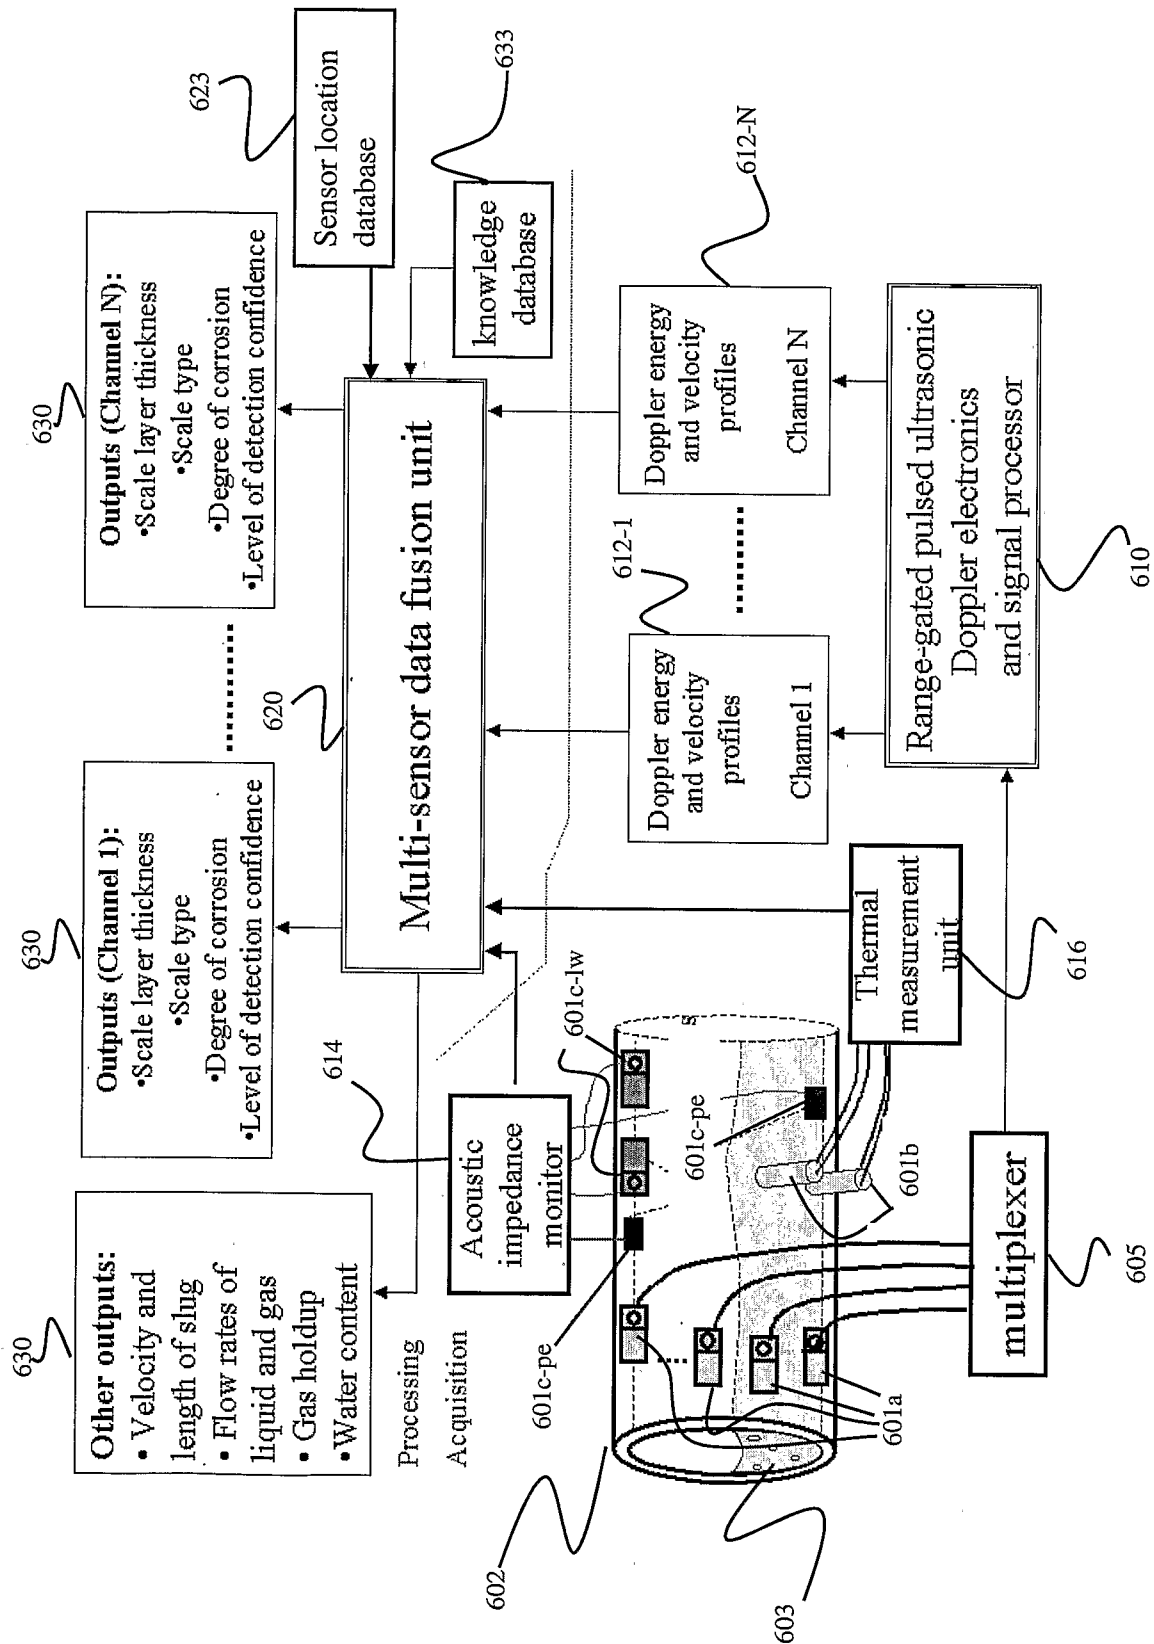 630
Other outputs:
• Velocity and
length of slug
• Flow rates of
liquid and gas
• Gas holdup
• Water content
630
Outputs (Channel 1):
•Scale layer thickness
•Scale type
•Degree of corrosion
•Level of detection confidence
630
Outputs (Channel N):
•Scale layer thickness
•Scale type
•Degree of corrosion
•Level of detection confidence
623
Sensor location
database
633
knowledge
database
620
Multi-sensor data fusion unit
Processing
Acquisition
614
Acoustic
impedance
monitor
601c-lw
601c-pe
601c-pe
s
602
603
601a
601b
612-1
Doppler energy
and velocity
profiles
Channel 1
612-N
Doppler energy
and velocity
profiles
Channel N
Thermal
measurement
unit
616
multiplexer
605
Range-gated pulsed ultrasonic
Doppler electronics
and signal processor
610